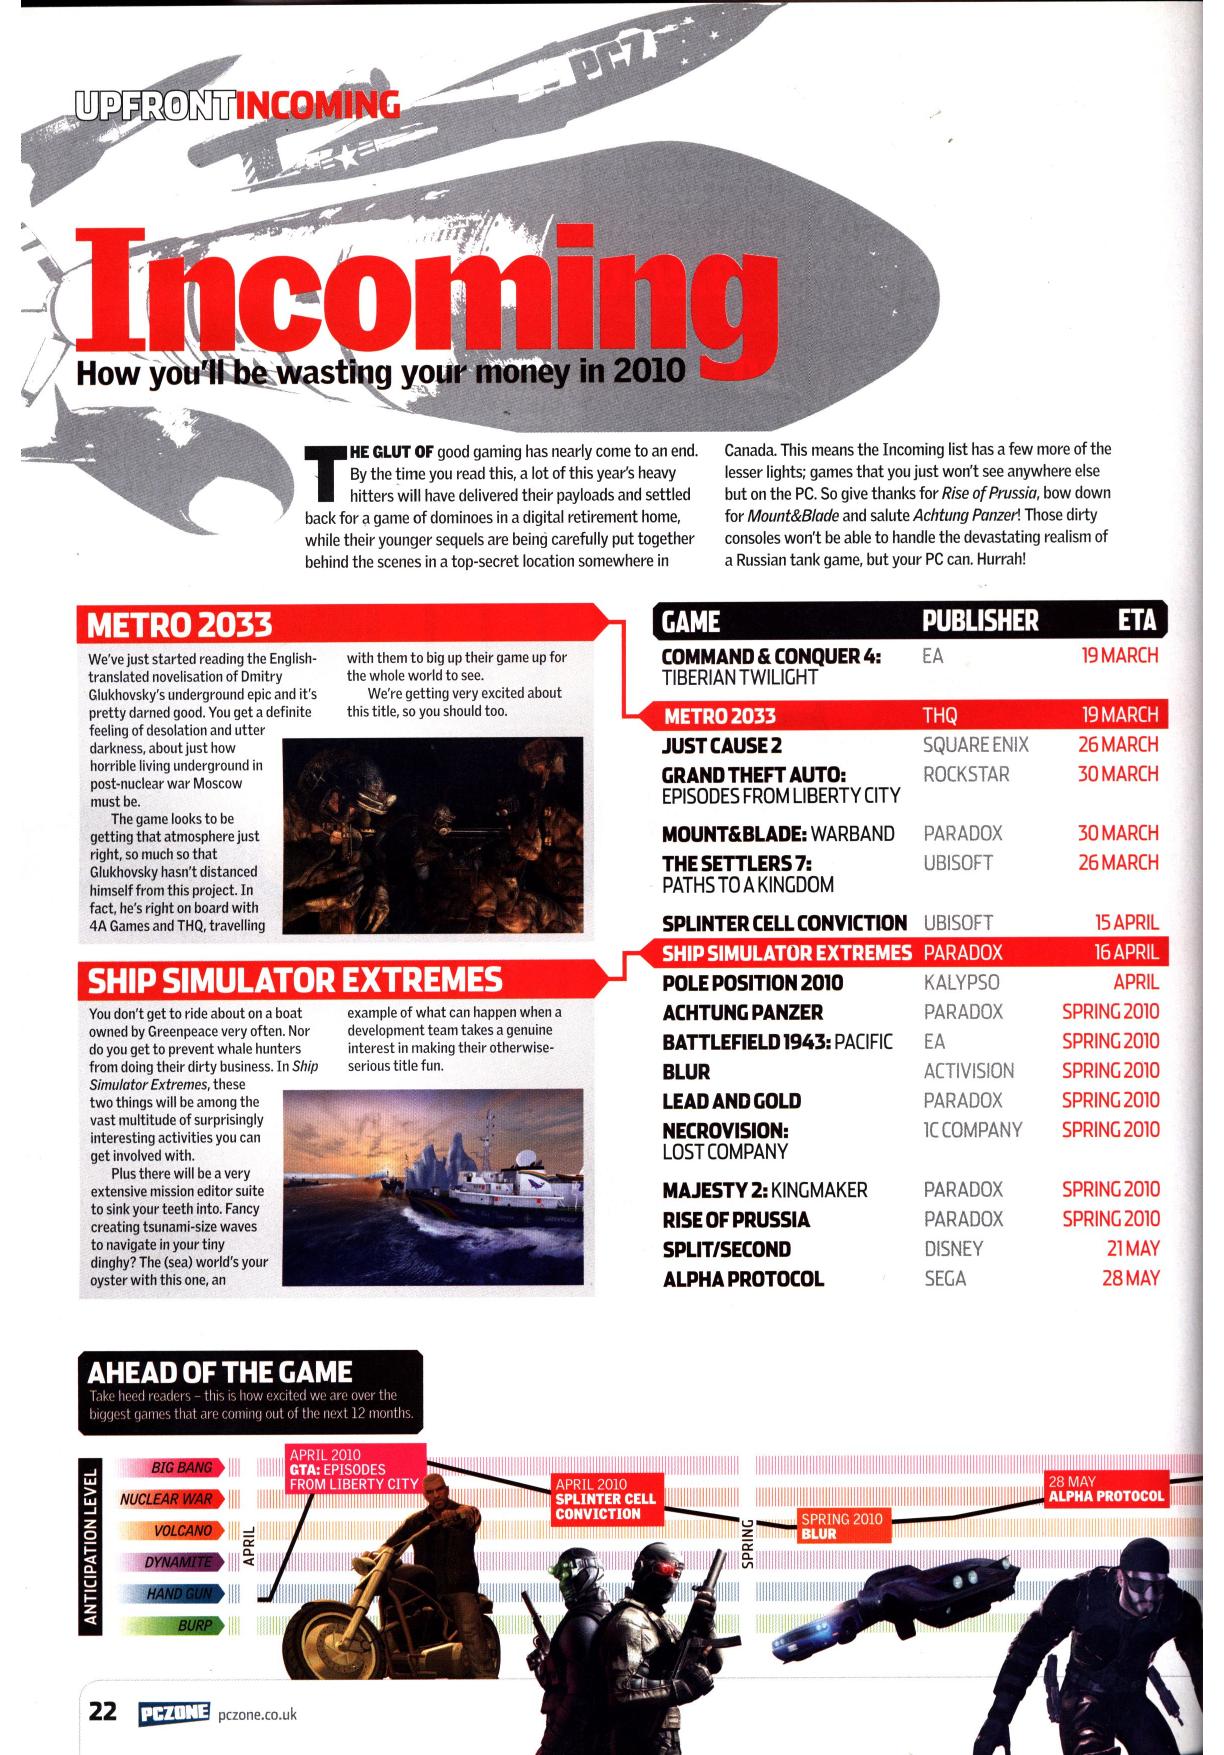 PCZ
UPFRONTINCOMING
Incoming
How you'll be wasting your money in 2010
THE GLUT OF good gaming has nearly come to an end.
By the time you read this, a lot of this year's heavy
hitters will have delivered their payloads and settled
back for a game of dominoes in a digital retirement home,
while their younger sequels are being carefully put together
behind the scenes in a top-secret location somewhere in
Canada. This means the Incoming list has a few more of the
lesser lights; games that you just won't see anywhere else
but on the PC. So give thanks for Rise of Prussia, bow down
for Mount&Blade and salute Achtung Panzer! Those dirty
consoles won't be able to handle the devastating realism of
a Russian tank game, but your PC can. Hurrah!
METRO 2033
We've just started reading the English-
translated novelisation of Dmitry
Glukhovsky's underground epic and it's
pretty darned good. You get a definite
feeling of desolation and utter
darkness, about just how
horrible living underground in
post-nuclear war Moscow
must be.
The game looks to be
getting that atmosphere just
right, so much so that
Glukhovsky hasn't distanced
himself from this project. In
fact, he's right on board with
4A Games and THQ, travelling
with them to big up their game up for
the whole world to see.
We're getting very excited about
this title, so you should too.
SHIP SIMULATOR EXTREMES
You don't get to ride about on a boat
owned by Greenpeace very often. Nor
do you get to prevent whale hunters
from doing their dirty business. In Ship
Simulator Extremes, these
two things will be among the
vast multitude of surprisingly
interesting activities you can
get involved with.
Plus there will be a very
extensive mission editor suite
to sink your teeth into. Fancy
creating tsunami-size waves
to navigate in your tiny
dinghy? The (sea) world's your
oyster with this one, an
example of what can happen when a
development team takes a genuine
interest in making their otherwise-
serious title fun.
GAME PUBLISHER ETA
COMMAND & CONQUER 4: EA 19 MARCH
TIBERIAN TWILIGHT
METRO 2033 THQ 19 MARCH
JUST CAUSE 2 SQUARE ENIX 26 MARCH
GRAND THEFT AUTO: ROCKSTAR 30 MARCH
EPISODES FROM LIBERTY CITY
MOUNT&BLADE: WARBAND PARADOX 30 MARCH
THE SETTLERS 7: UBISOFT 26 MARCH
PATHS TO A KINGDOM
SPLINTER CELL CONVICTION UBISOFT 15 APRIL
SHIP SIMULATOR EXTREMES PARADOX 16 APRIL
POLE POSITION 2010 KALYPSO APRIL
ACHTUNG PANZER PARADOX SPRING 2010
BATTLEFIELD 1943: PACIFIC EA SPRING 2010
BLUR ACTIVISION SPRING 2010
LEAD AND GOLD PARADOX SPRING 2010
NECROVISION: 1C COMPANY SPRING 2010
LOST COMPANY
MAJESTY 2: KINGMAKER PARADOX SPRING 2010
RISE OF PRUSSIA PARADOX SPRING 2010
SPLIT/SECOND DISNEY 21 MAY
ALPHA PROTOCOL SEGA 28 MAY
AHEAD OF THE GAME
Take heed readers – this is how excited we are over the
biggest games that are coming out of the next 12 months.
ANTICIPATION LEVEL
BIG BANG
NUCLEAR WAR
VOLCANO
DYNAMITE
HAND GUN
BURP
APRIL
APRIL 2010
GTA: EPISODES
FROM LIBERTY CITY
APRIL 2010
SPLINTER CELL
CONVICTION
SPRING
SPRING 2010
BLUR
28 MAY
ALPHA PROTOCOL
22 PCZONE pczone.co.uk